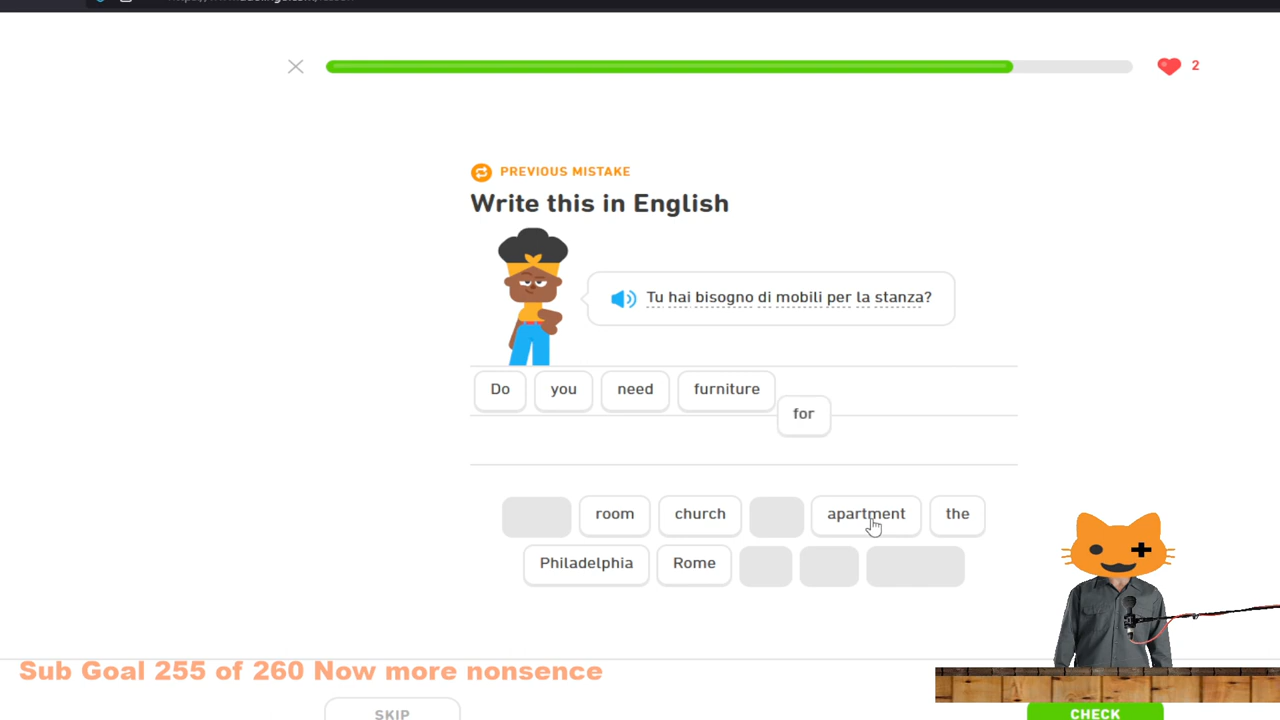 2
PREVIOUS MISTAKE
Write this in English
Tu hai bisogno di mobili per la stanza?
Do you need furniture
for
room church apartment the
Philadelphia Rome
Sub Goal 255 of 260 Now more nonsense
SKIP CHECK